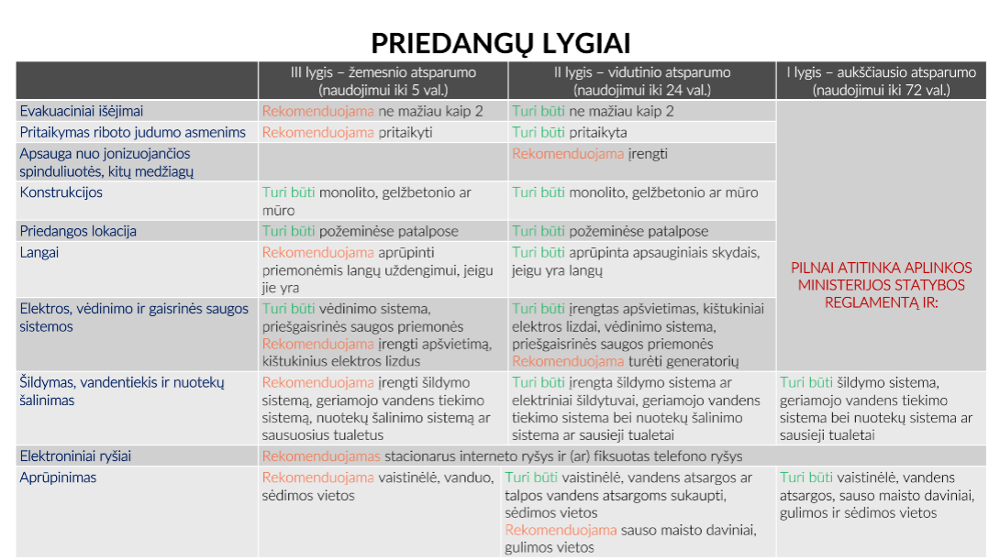 PRIEDANGŲ LYGIAI
III lygis – žemesnio atsparumo
(naudojimui iki 5 val.)
II lygis – vidutinio atsparumo
(naudojimui iki 24 val.)
I lygis – aukščiausio atsparumo
(naudojimui iki 72 val.)
Evakuaciniai išėjimai
Rekomenduojama ne mažiau kaip 2
Turi būti ne mažiau kaip 2
Pritaikymas riboto judumo asmenims
Rekomenduojama pritaikyti
Turi būti pritaikyta
Apsauga nuo jonizuojančios
spinduliuotės, kitų medžiagų
Rekomenduojama įrengti
Konstrukcijos
Turi būti monolito, gelžbetonio ar
mūro
Turi būti monolito, gelžbetonio ar mūro
Priedangos lokacija
Turi būti požeminėse patalpose
Turi būti požeminėse patalpose
Langai
Rekomenduojama aprūpinti
priemonėmis langų uždengimui, jeigu
jie yra
Turi būti aprūpinta apsauginiais skydais,
jeigu yra langų
PILNAI ATITINKA APLINKOS
MINISTERIJOS STATYBOS
REGLAMENTĄ IR:
Elektros, vėdinimo ir gaisrinės saugos
sistemos
Turi būti vėdinimo sistema,
priešgaisrinės saugos priemonės
Rekomenduojama įrengti apšvietimą,
kištukinius elektros lizdus
Turi būti įrengtas apšvietimas, kištukiniai
elektros lizdai, vėdinimo sistema,
priešgaisrinės saugos priemonės
Rekomenduojama turėti generatorių
Šildymas, vandentiekis ir nuotekų
šalinimas
Rekomenduojama įrengti šildymo
sistemą, geriamojo vandens tiekimo
sistemą, nuotekų šalinimo sistemą ar
sausuosius tualetus
Turi būti įrengta šildymo sistema ar
elektriniai šildytuvai, geriamojo vandens
tiekimo sistema bei nuotekų šalinimo
sistema ar sausieji tualetai
Turi būti šildymo sistema,
geriamojo vandens tiekimo
sistema bei nuotekų sistema ar
sausieji tualetai
Elektroniniai ryšiai
Rekomenduojamas stacionarus interneto ryšys ir (ar) fiksuotas telefono ryšys
Aprūpinimas
Rekomenduojama vaistinėlė, vanduo,
sėdimos vietos
Turi būti vaistinėlė, vandens atsargos ar
talpos vandens atsargoms sukaupti,
sėdimos vietos
Rekomenduojama sauso maisto daviniai,
gulimos vietos
Turi būti vaistinėlė, vandens
atsargos, sauso maisto daviniai,
gulimos ir sėdimos vietos